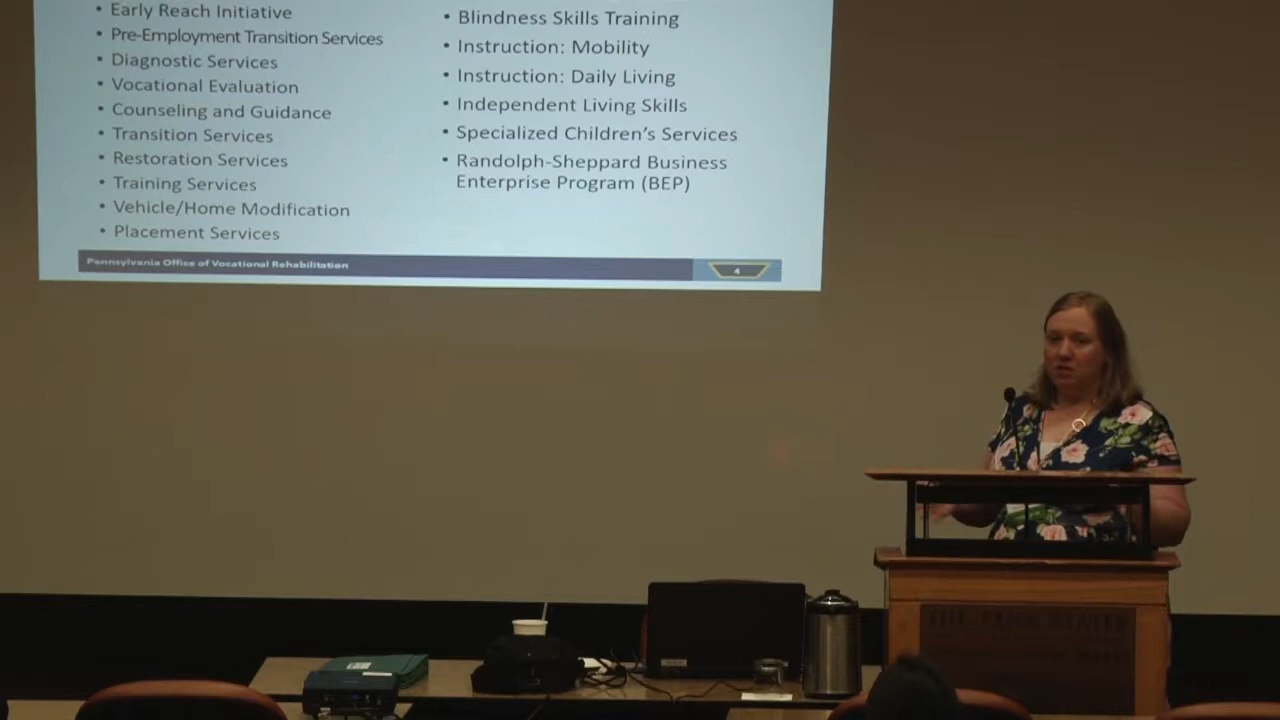 • Early Reach Initiative
• Pre-Employment Transition Services
• Diagnostic Services
• Vocational Evaluation
• Counseling and Guidance
• Transition Services
• Restoration Services
• Training Services
• Vehicle/Home Modification
• Placement Services
• Blindness Skills Training
• Instruction: Mobility
• Instruction: Daily Living
• Independent Living Skills
• Specialized Children's Services
• Randolph-Sheppard Business
Enterprise Program (BEP)
Pennsylvania Office of Vocational Rehabilitation
4